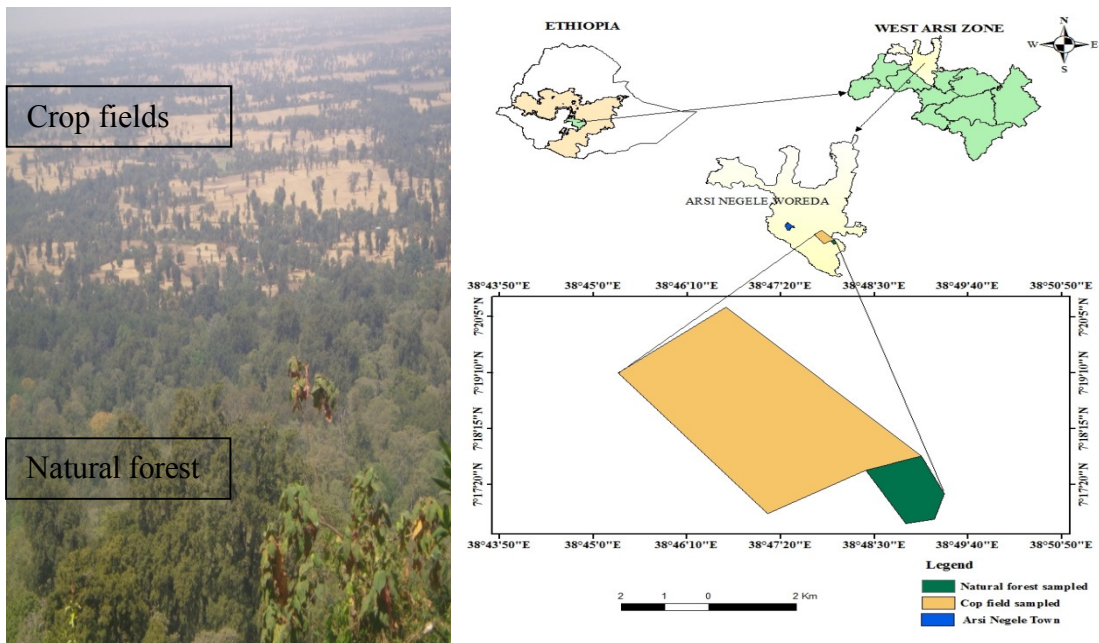 Crop fields
Natural forest
ETHIOPIA
WEST ARSI ZONE
N
W E
S
ARSI NEGELE WOREDA
38°43'50"E 38°45'0"E 38°46'10"E 38°47'20"E 38°48'30"E 38°49'40"E 38°50'50"E
7°20'5"N
7°19'10"N
7°18'15"N
7°17'20"N
7°20'5"N
7°19'10"N
7°18'15"N
7°17'20"N
38°43'50"E 38°45'0"E 38°46'10"E 38°47'20"E 38°48'30"E 38°49'40"E 38°50'50"E
Legend
Natural forest sampled
Cop field sampled
Arsi Negele Town
2 1 0 2 Km